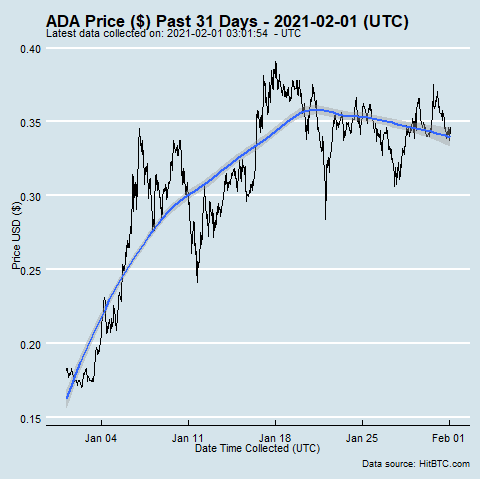 ADA Price ($) Past 31 Days - 2021-02-01 (UTC)
Latest data collected on: 2021-02-01 03:01:54  - UTC
0.40
0.35
0.30
0.25
0.20
0.15
Price USD ($)
Jan 04
Jan 11
Jan 18
Jan 25
Feb 01
Date Time Collected (UTC)
Data source: HitBTC.com